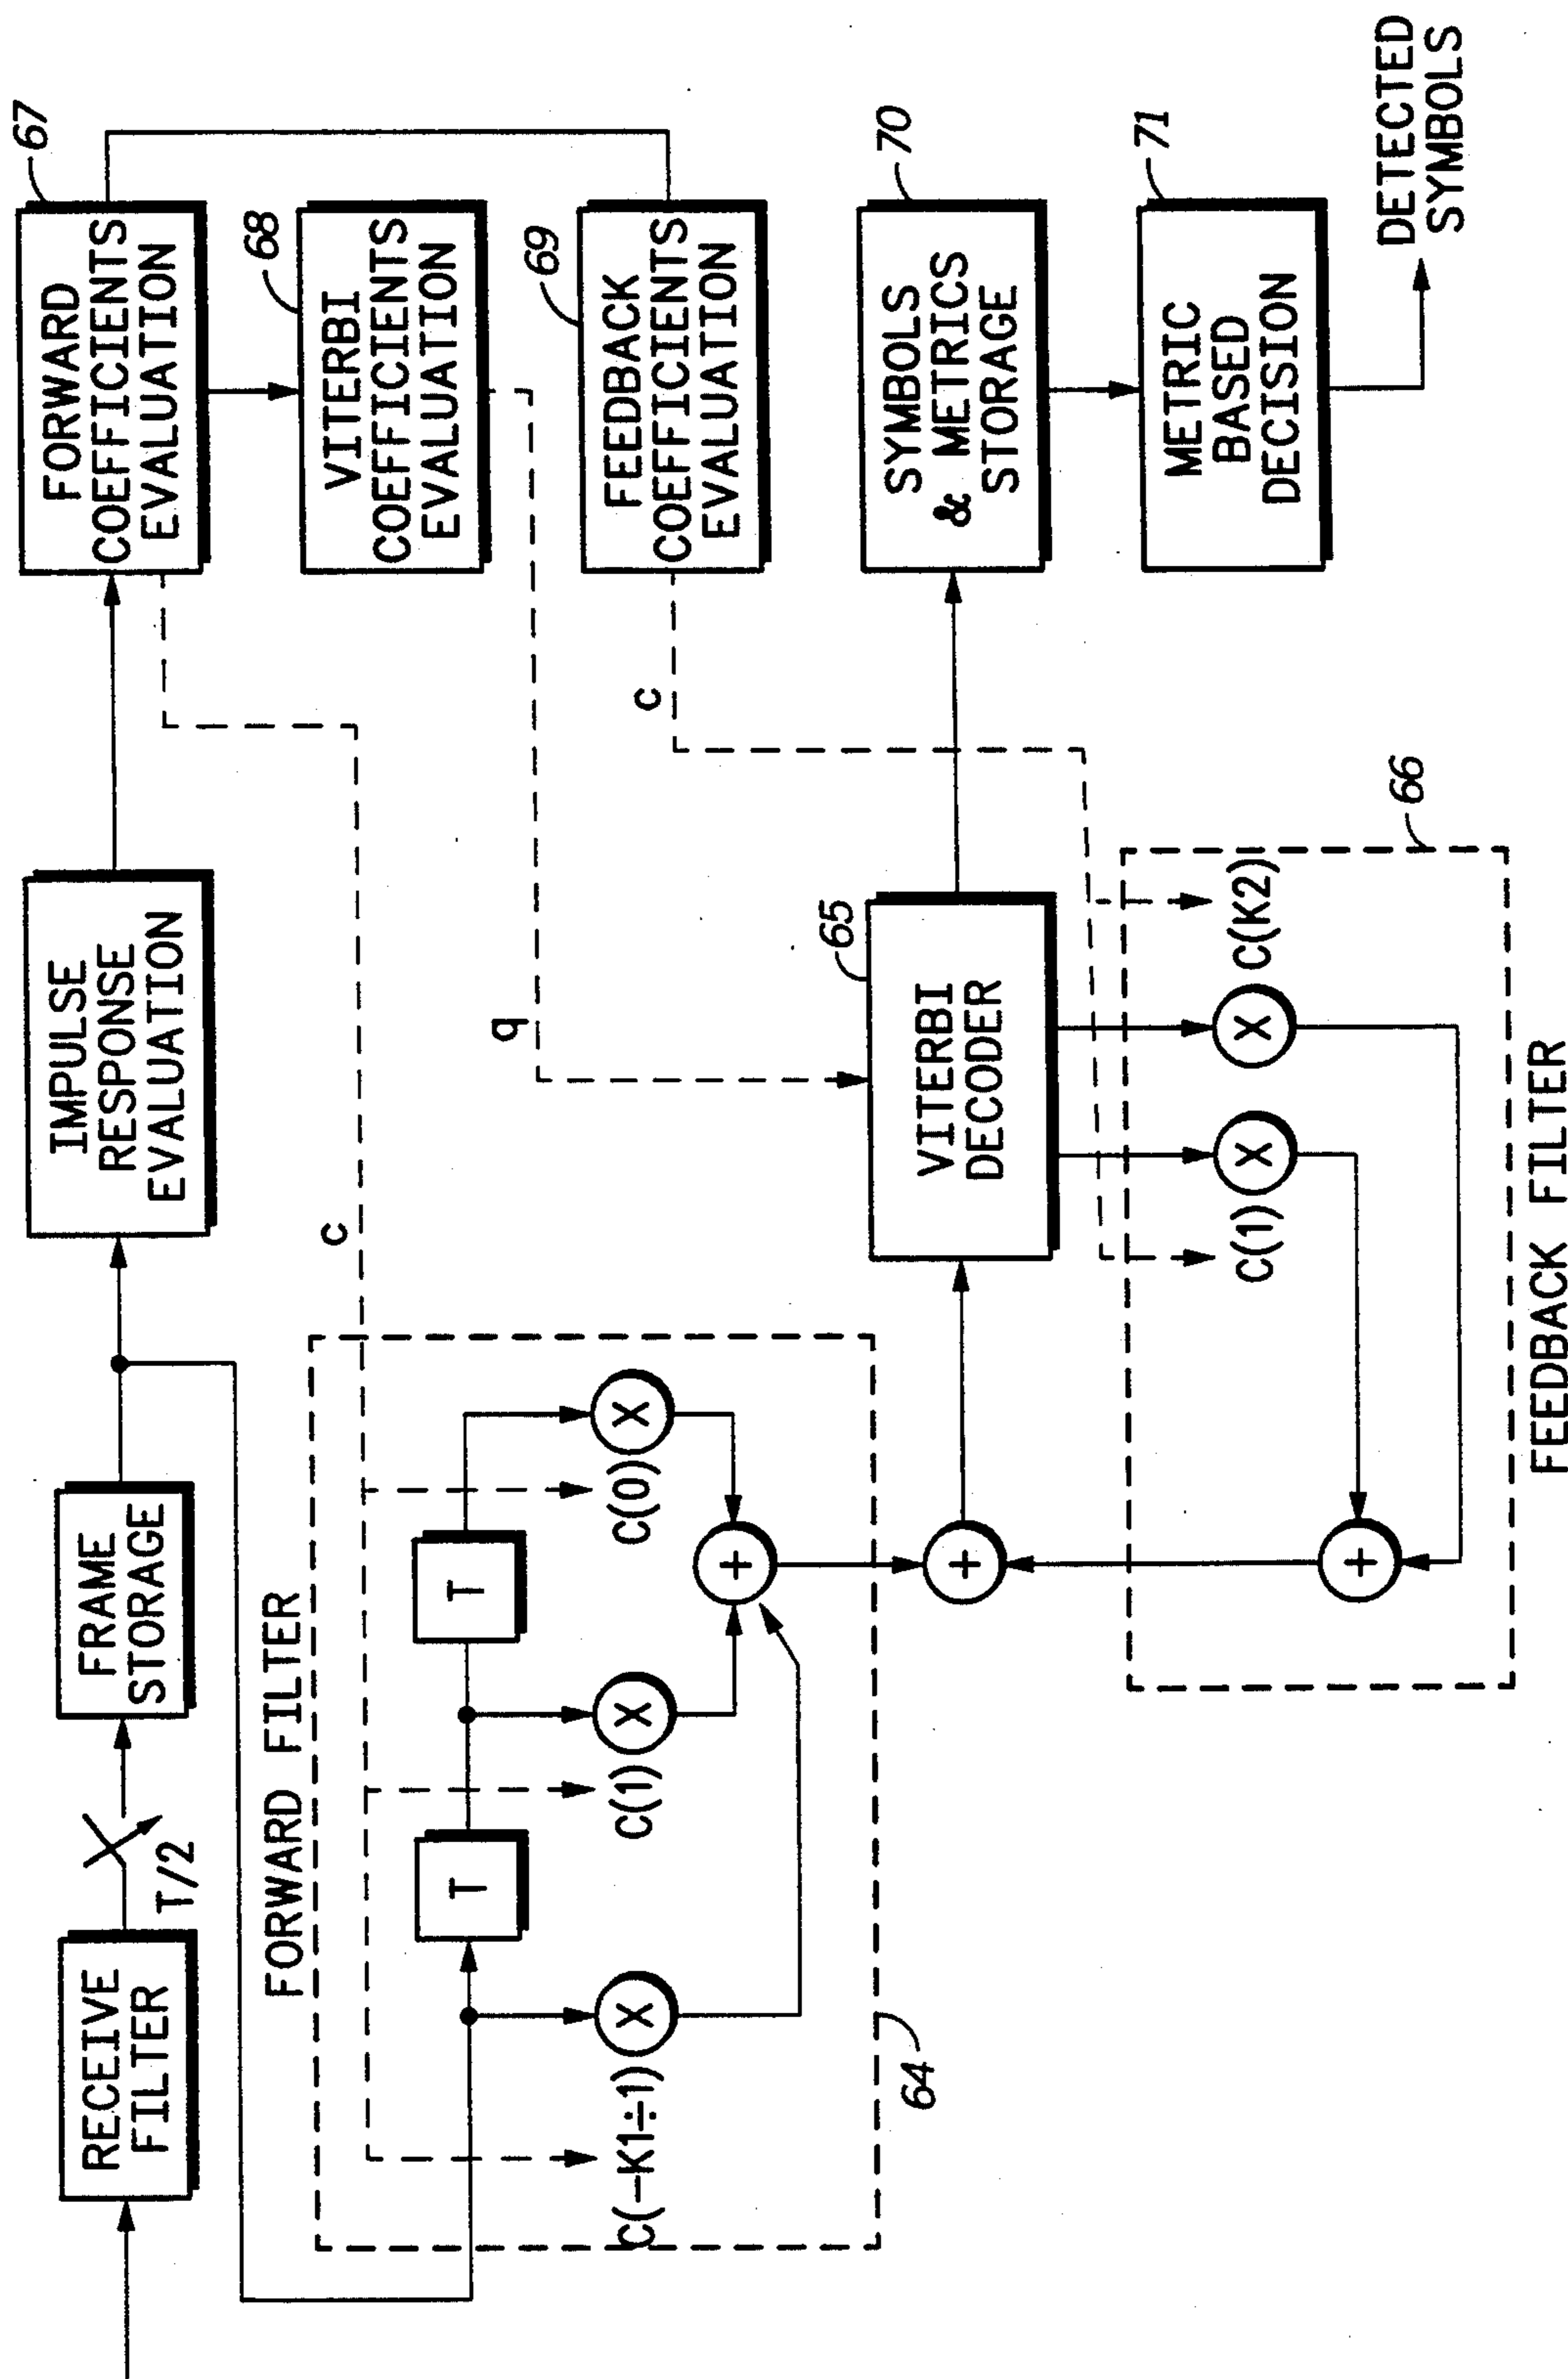 RECEIVE
FILTER
T/2
FRAME
STORAGE
IMPULSE
RESPONSE
EVALUATION
67
FORWARD
COEFFICIENTS
EVALUATION
68
VITERBI
COEFFICIENTS
EVALUATION
69
FEEDBACK
COEFFICIENTS
EVALUATION
c
q
c
FORWARD FILTER
T
T
C(-K1÷1)
X
C(1)
X
C(0)
X
+
64
+
65
VITERBI
DECODER
70
SYMBOLS
& METRICS
STORAGE
71
METRIC
BASED
DECISION
DETECTED
SYMBOLS
66
C(1)
X
X
C(K2)
+
FEEDBACK FILTER